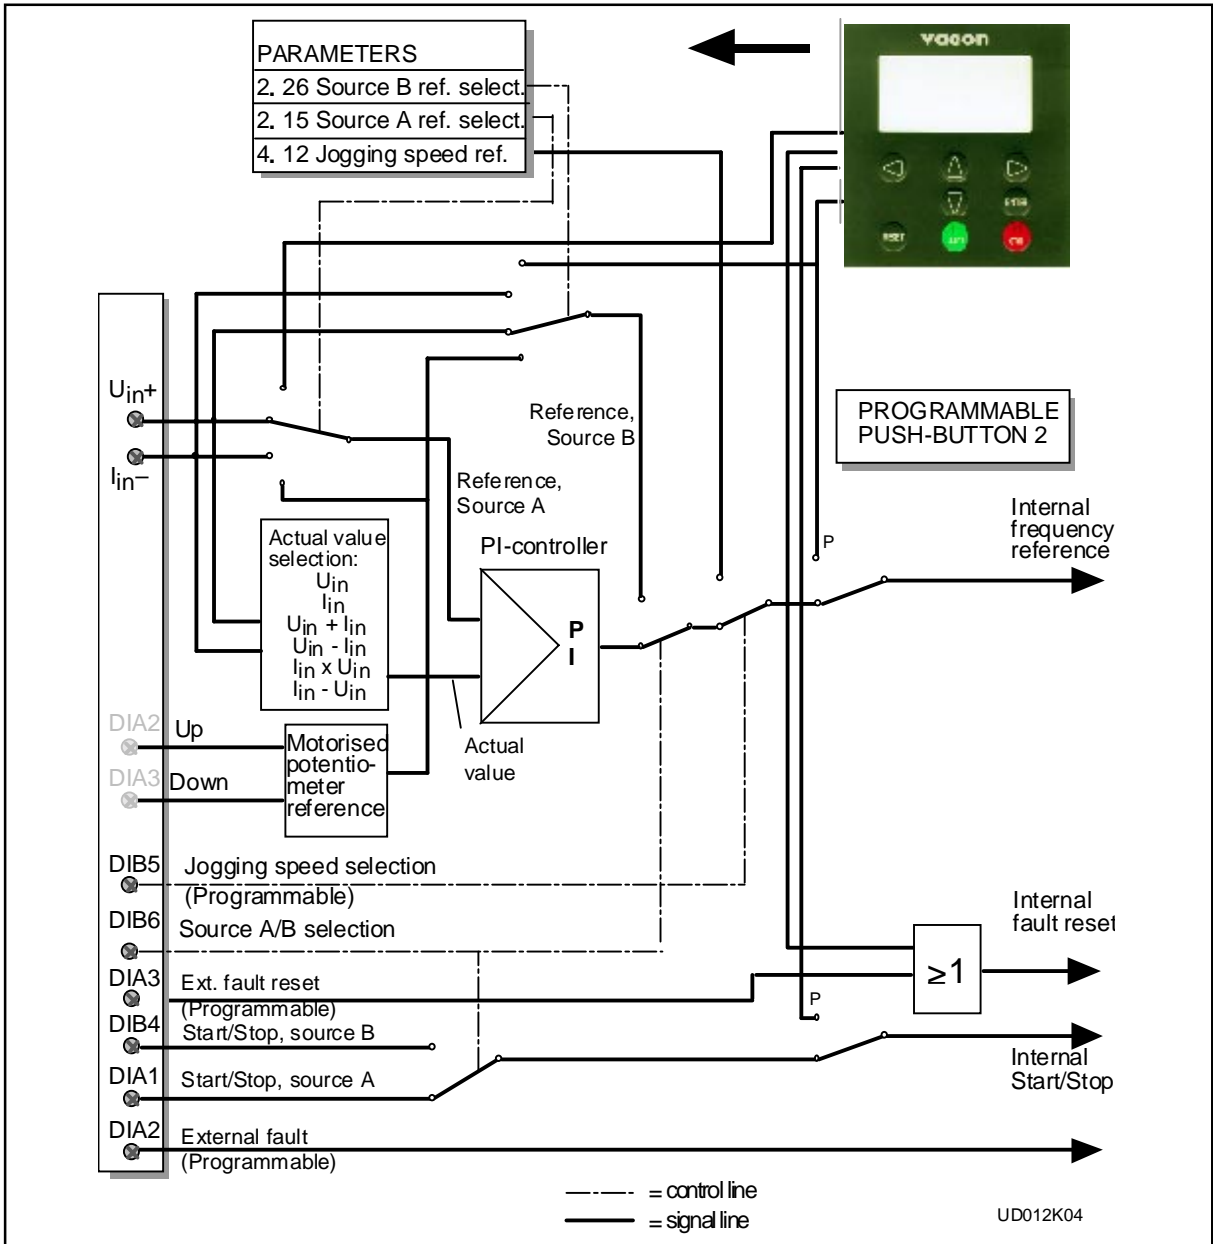 vacon
PARAMETERS
2. 26 Source B ref. select.
2. 15 Source A ref. select.
4. 12 Jogging speed ref.
ENTER
RESET
Uin+
Iin−
Reference,
Source B
PROGRAMMABLE
PUSH-BUTTON 2
Reference,
Source A
Internal
frequency
reference
Actual value
selection:
Uin
Iin
Uin + Iin
Uin - Iin
Iin x Uin
Iin - Uin
PI-controller
P
I
P
DIA2
Up
DIA3
Down
Motorised
potentio-
meter
reference
Actual
value
DIB5
Jogging speed selection
(Programmable)
DIB6
Source A/B selection
DIA3
Ext. fault reset
(Programmable)
DIB4
Start/Stop, source B
DIA1
Start/Stop, source A
DIA2
External fault
(Programmable)
Internal
fault reset
≥1
P
Internal
Start/Stop
= control line
= signal line
UD012K04